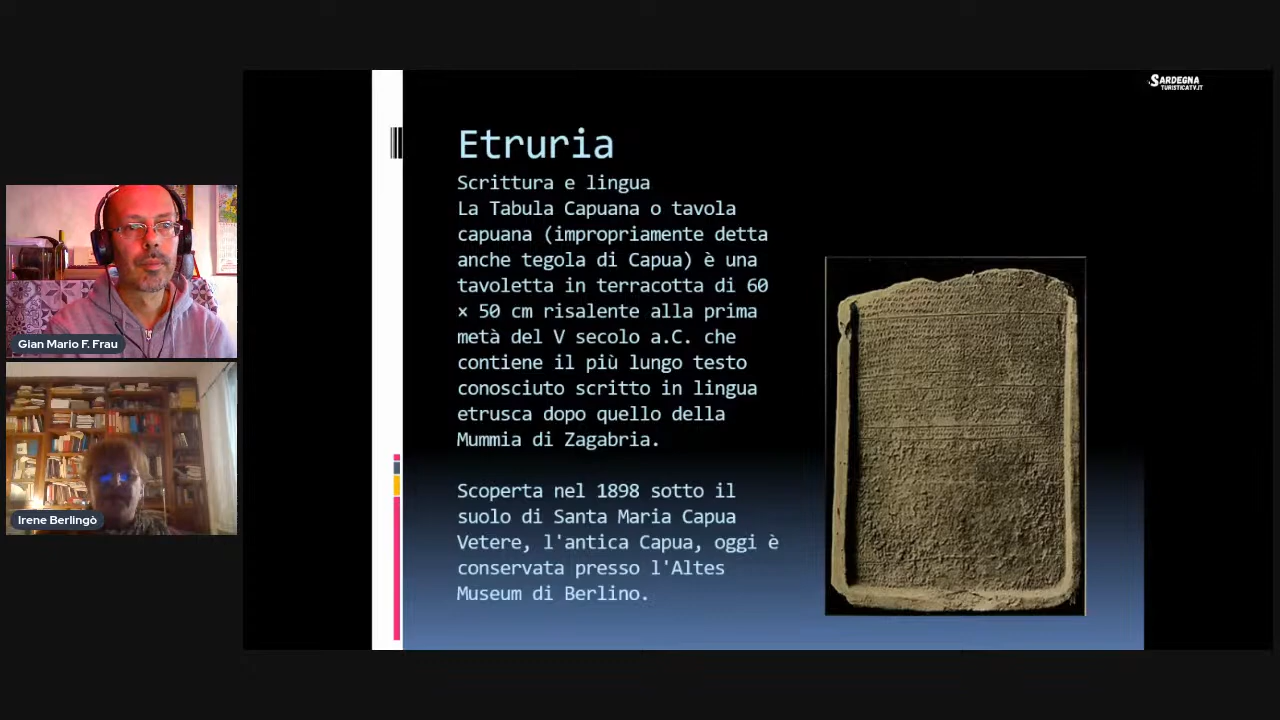 SARDEGNA
TURISTICATV.IT
Etruria
Scrittura e lingua
La Tabula Capuana o tavola
capuana (impropriamente detta
anche tegola di Capua) è una
tavoletta in terracotta di 60
× 50 cm risalente alla prima
metà del V secolo a.C. che
contiene il più lungo testo
conosciuto scritto in lingua
etrusca dopo quello della
Mummia di Zagabria.
Scoperta nel 1898 sotto il
suolo di Santa Maria Capua
Vetere, l'antica Capua, oggi è
conservata presso l'Altes
Museum di Berlino.
Gian Mario F. Frau
Irene Berlingò